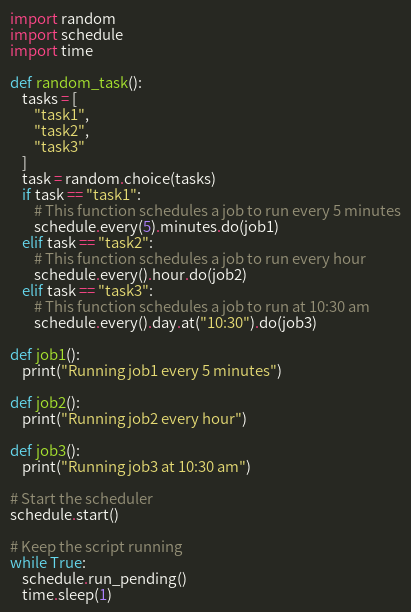 import random
import schedule
import time

def random_task():
    tasks = [
        "task1",
        "task2",
        "task3"
    ]
    task = random.choice(tasks)
    if task == "task1":
        # This function schedules a job to run every 5 minutes
        schedule.every(5).minutes.do(job1)
    elif task == "task2":
        # This function schedules a job to run every hour
        schedule.every().hour.do(job2)
    elif task == "task3":
        # This function schedules a job to run at 10:30 am
        schedule.every().day.at("10:30").do(job3)

def job1():
    print("Running job1 every 5 minutes")

def job2():
    print("Running job2 every hour")

def job3():
    print("Running job3 at 10:30 am")

# Start the scheduler
schedule.start()

# Keep the script running
while True:
    schedule.run_pending()
    time.sleep(1)